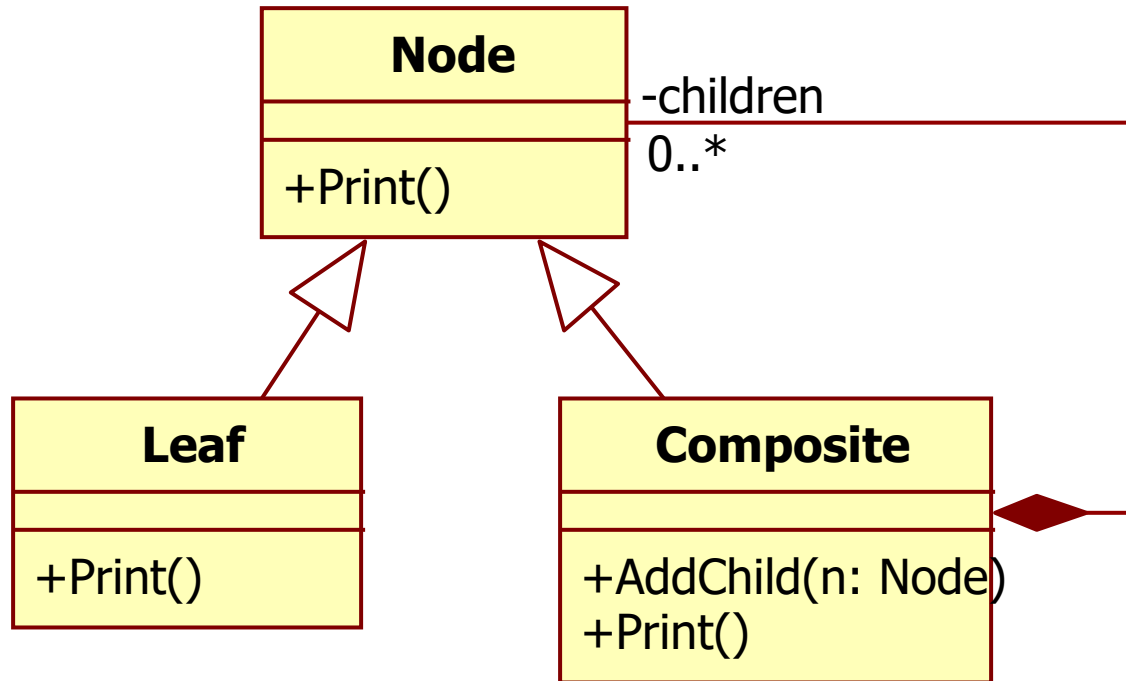 Node
-children
0..*
+Print()
Leaf
Composite
+Print()
+AddChild(n: Node)
+Print()